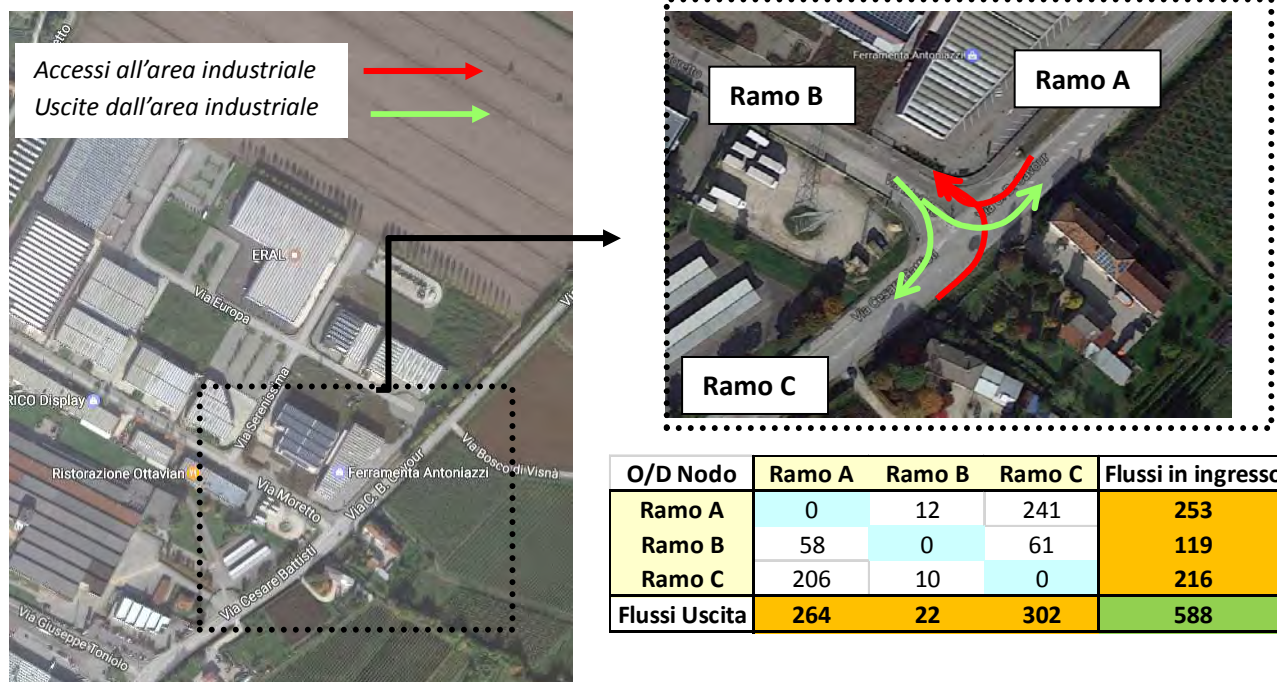 Accessi all'area industriale
Uscite dall'area industriale
ERAL
Via Europa
Via Serenissima
RICO Display
Ristorazione Ottavian
Via Moretto
Ferramenta Antoniazzi
Via C. B. Cavour
Via Bosco di Visnà
Via Cesare Battisti
Via Giuseppe Toniolo
Ferramenta Antoniazzi
Ramo B
Ramo A
Via Cesare
Ramo C
O/D Nodo Ramo A Ramo B Ramo C Flussi in ingresso
Ramo A 0 12 241 253
Ramo B 58 0 61 119
Ramo C 206 10 0 216
Flussi Uscita 264 22 302 588